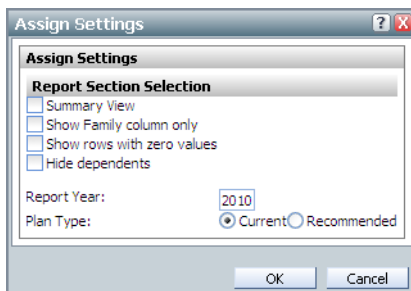 Assign Settings
Assign Settings
Report Section Selection
Summary View
Show Family column only
Show rows with zero values
Hide dependents
Report Year: 2010
Plan Type: Current Recommended
OK Cancel